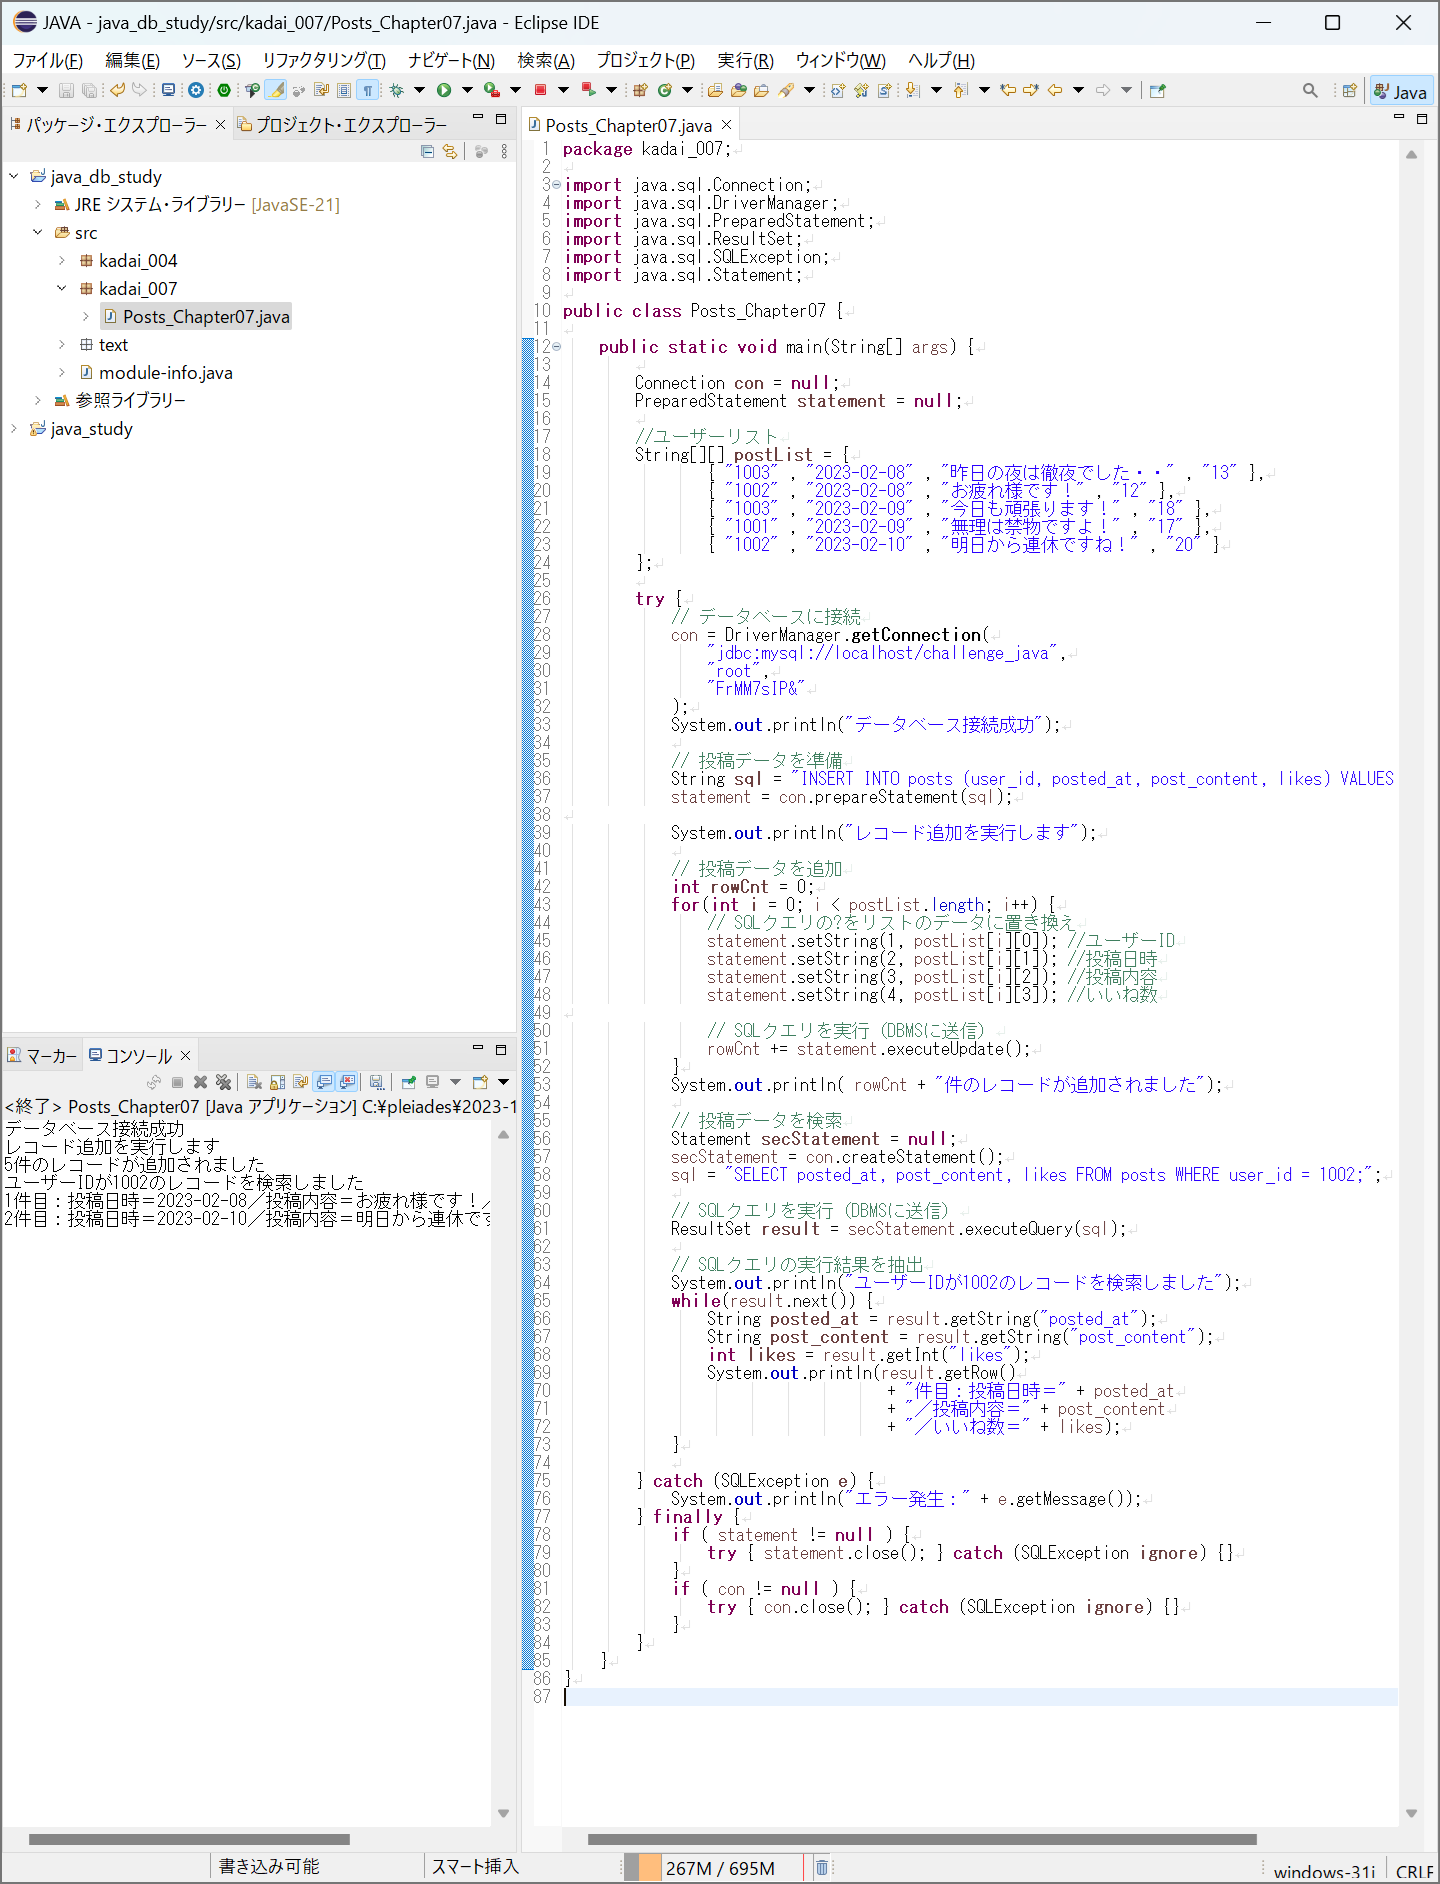 JAVA - java_db_study/src/kadai_007/Posts_Chapter07.java - Eclipse IDE
ファイル(F) 編集(E) ソース(S) リファクタリング(T) ナビゲート(N) 検索(A) プロジェクト(P) 実行(R) ウィンドウ(W) ヘルプ(H)
Java
パッケージ・エクスプローラー プロジェクト・エクスプローラー
java_db_study
JRE システム・ライブラリー [JavaSE-21]
src
kadai_004
kadai_007
Posts_Chapter07.java
text
module-info.java
参照ライブラリー
java_study
マーカー コンソール
<終了> Posts_Chapter07 [Java アプリケーション] C:¥pleiades¥2023-1
データベース接続成功
レコード追加を実行します
5件のレコードが追加されました
ユーザーIDが1002のレコードを検索しました
1件目：投稿日時＝2023-02-08／投稿内容＝お疲れ様です！／
2件目：投稿日時＝2023-02-10／投稿内容＝明日から連休です
Posts_Chapter07.java
1 package kadai_007;
2
3 import java.sql.Connection;
4 import java.sql.DriverManager;
5 import java.sql.PreparedStatement;
6 import java.sql.ResultSet;
7 import java.sql.SQLException;
8 import java.sql.Statement;
9
10 public class Posts_Chapter07 {
11
12 public static void main(String[] args) {
13
14 Connection con = null;
15 PreparedStatement statement = null;
16
17 //ユーザーリスト
18 String[][] postList = {
19 { "1003" , "2023-02-08" , "昨日の夜は徹夜でした・・" , "13" },
20 { "1002" , "2023-02-08" , "お疲れ様です！" , "12" },
21 { "1003" , "2023-02-09" , "今日も頑張ります！" , "18" },
22 { "1001" , "2023-02-09" , "無理は禁物ですよ！" , "17" },
23 { "1002" , "2023-02-10" , "明日から連休ですね！" , "20" }
24 };
25
26 try {
27 // データベースに接続
28 con = DriverManager.getConnection(
29 "jdbc:mysql://localhost/challenge_java",
30 "root",
31 "FrMM7sIP&"
32 );
33 System.out.println("データベース接続成功");
34
35 // 投稿データを準備
36 String sql = "INSERT INTO posts (user_id, posted_at, post_content, likes) VALUES
37 statement = con.prepareStatement(sql);
38
39 System.out.println("レコード追加を実行します");
40
41 // 投稿データを追加
42 int rowCnt = 0;
43 for(int i = 0; i < postList.length; i++) {
44 // SQLクエリの?をリストのデータに置き換え
45 statement.setString(1, postList[i][0]); //ユーザーID
46 statement.setString(2, postList[i][1]); //投稿日時
47 statement.setString(3, postList[i][2]); //投稿内容
48 statement.setString(4, postList[i][3]); //いいね数
49
50 // SQLクエリを実行（DBMSに送信）
51 rowCnt += statement.executeUpdate();
52 }
53 System.out.println( rowCnt + "件のレコードが追加されました");
54
55 // 投稿データを検索
56 Statement secStatement = null;
57 secStatement = con.createStatement();
58 sql = "SELECT posted_at, post_content, likes FROM posts WHERE user_id = 1002;";
59
60 // SQLクエリを実行（DBMSに送信）
61 ResultSet result = secStatement.executeQuery(sql);
62
63 // SQLクエリの実行結果を抽出
64 System.out.println("ユーザーIDが1002のレコードを検索しました");
65 while(result.next()) {
66 String posted_at = result.getString("posted_at");
67 String post_content = result.getString("post_content");
68 int likes = result.getInt("likes");
69 System.out.println(result.getRow()
70 + "件目：投稿日時＝" + posted_at
71 + "／投稿内容＝" + post_content
72 + "／いいね数＝" + likes);
73 }
74
75 } catch (SQLException e) {
76 System.out.println("エラー発生：" + e.getMessage());
77 } finally {
78 if ( statement != null ) {
79 try { statement.close(); } catch (SQLException ignore) {}
80 }
81 if ( con != null ) {
82 try { con.close(); } catch (SQLException ignore) {}
83 }
84 }
85 }
86 }
87
書き込み可能 スマート挿入 267M / 695M windows-31j CRLF